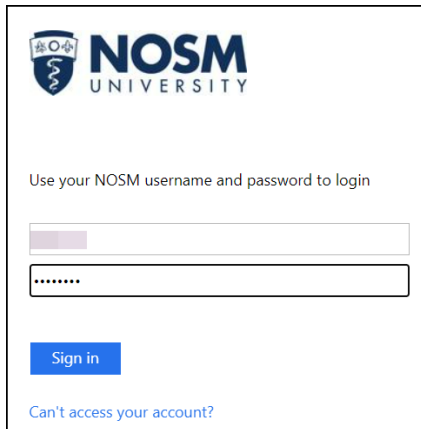 NOSM
UNIVERSITY
Use your NOSM username and password to login
••••••••
Sign in
Can't access your account?